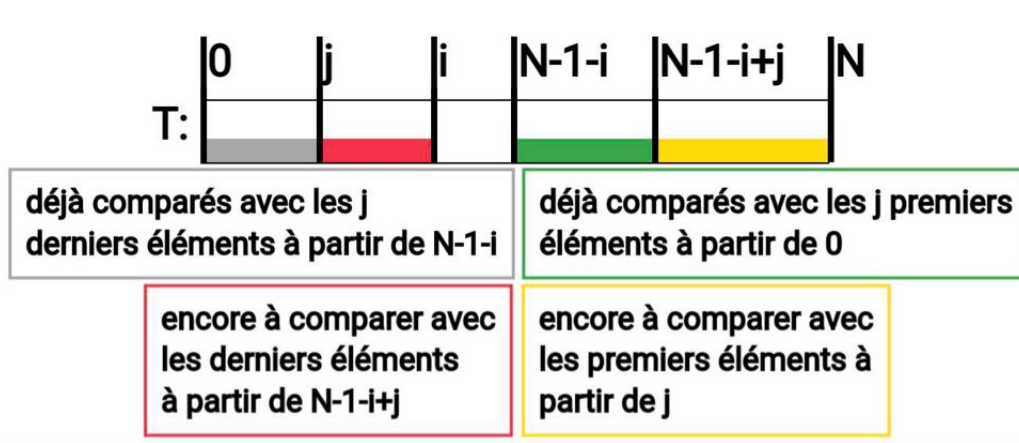 0 j i N-1-i N-1-i+j N
T:
déjà comparés avec les j
derniers éléments à partir de N-1-i
déjà comparés avec les j premiers
éléments à partir de 0
encore à comparer avec
les derniers éléments
à partir de N-1-i+j
encore à comparer avec
les premiers éléments à
partir de j